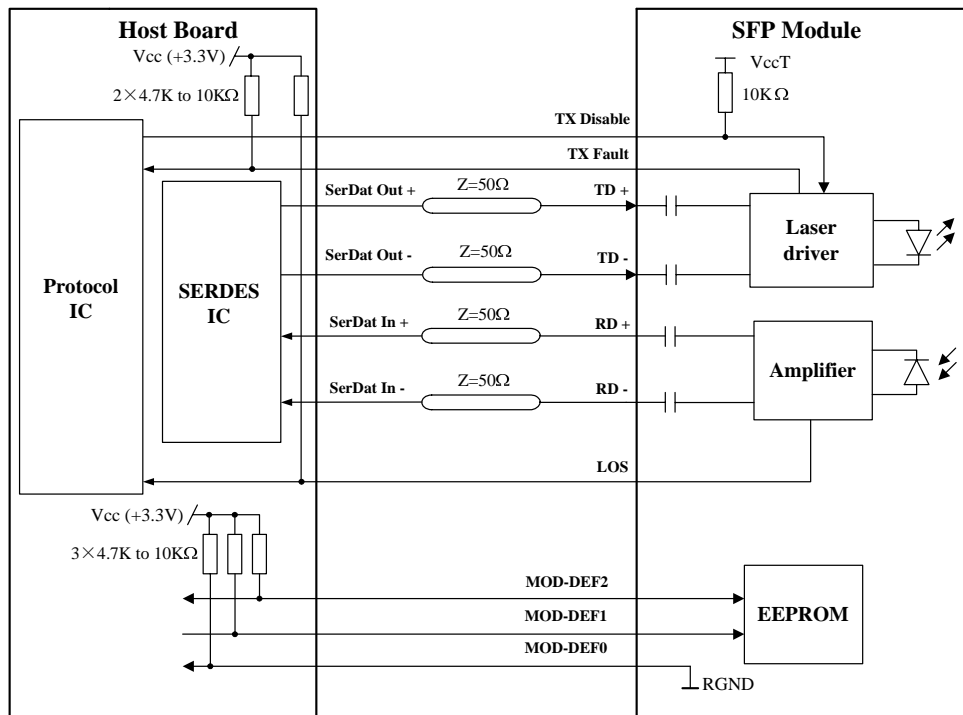 Host Board
SFP Module
Vcc (+3.3V)
VccT
2×4.7K to 10KΩ
10KΩ
TX Disable
TX Fault
SerDat Out +
Z=50Ω
TD +
Laser driver
SerDat Out -
Z=50Ω
TD -
Protocol IC
SERDES IC
SerDat In +
Z=50Ω
RD +
Amplifier
SerDat In -
Z=50Ω
RD -
LOS
Vcc (+3.3V)
3×4.7K to 10KΩ
MOD-DEF2
EEPROM
MOD-DEF1
MOD-DEF0
RGND